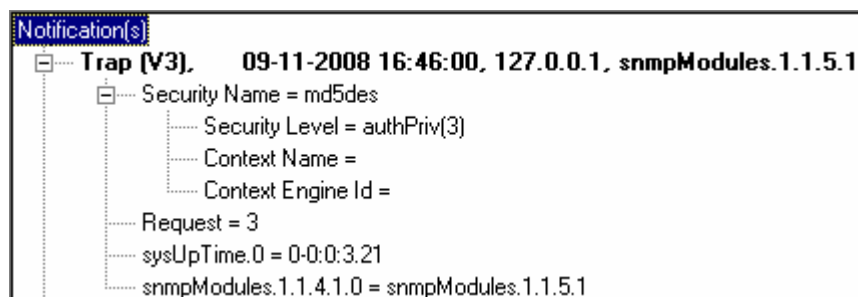 Notification(s)
Trap (V3), 09-11-2008 16:46:00, 127.0.0.1, snmpModules.1.1.5.1
Security Name = md5des
Security Level = authPriv(3)
Context Name =
Context Engine Id =
Request = 3
sysUpTime.0 = 0-0:0:3.21
snmpModules.1.1.4.1.0 = snmpModules.1.1.5.1